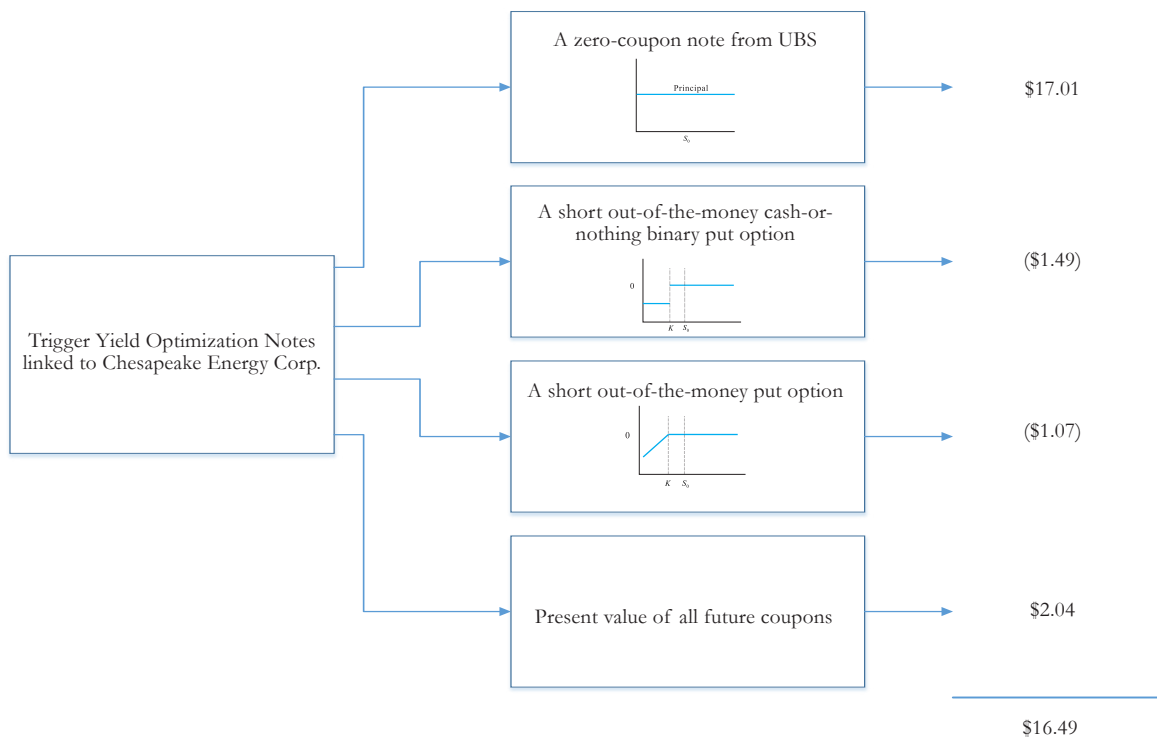 A zero-coupon note from UBS
Principal
S₀
$17.01
A short out-of-the-money cash-or-
nothing binary put option
0
K
S₀
($1.49)
Trigger Yield Optimization Notes
linked to Chesapeake Energy Corp.
A short out-of-the-money put option
0
K
S₀
($1.07)
Present value of all future coupons
$2.04
$16.49